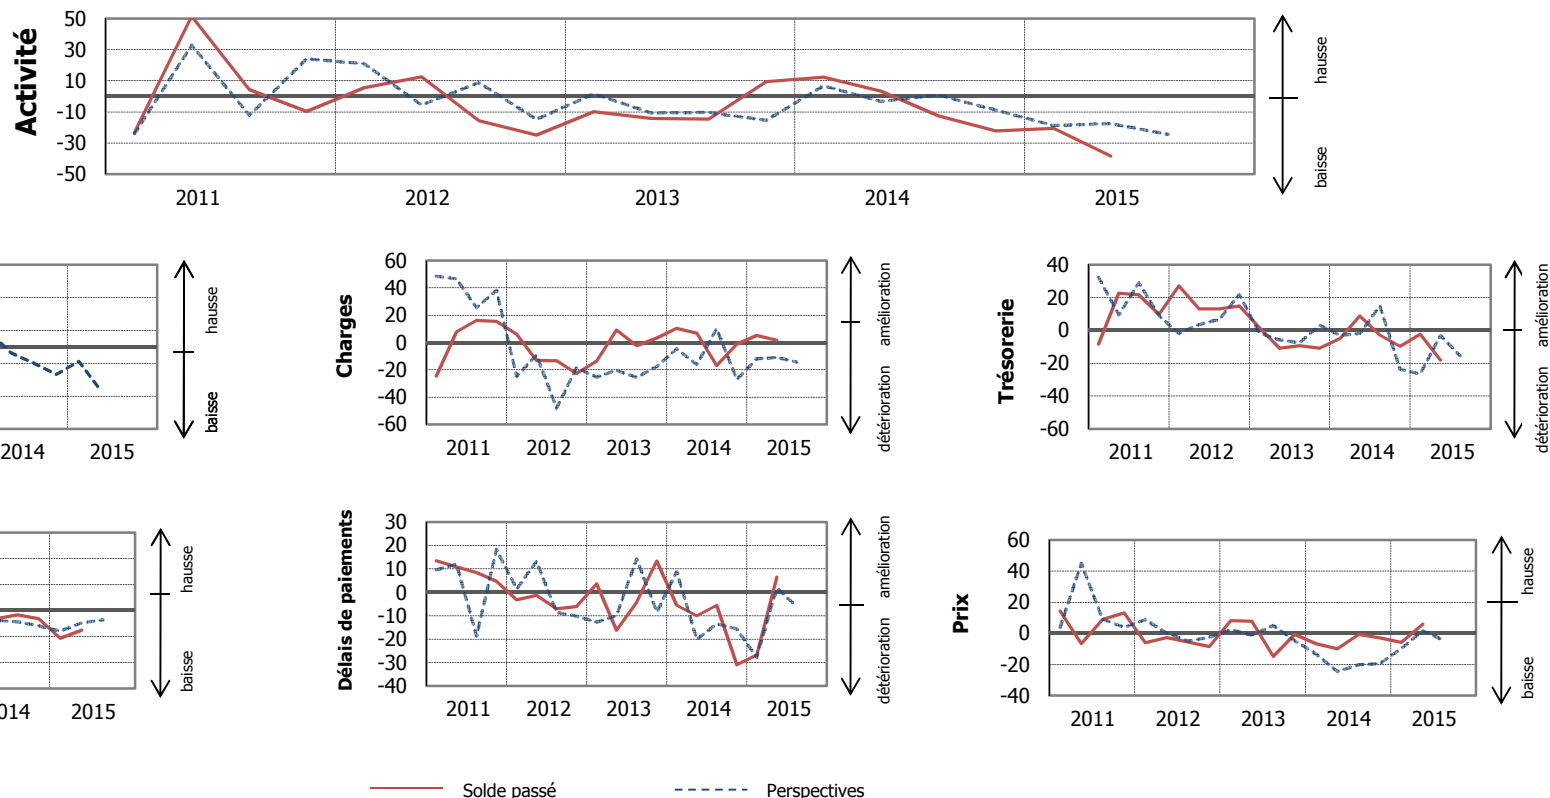 Activité
50
30
10
-10
-30
-50
2011 2012 2013 2014 2015
hausse
baisse
2014 2015
hausse
baisse
Charges
60
40
20
0
-20
-40
-60
2011 2012 2013 2014 2015
amélioration
détérioration
Trésorerie
40
20
0
-20
-40
-60
2011 2012 2013 2014 2015
amélioration
détérioration
014 2015
hausse
baisse
Délais de paiements
30
20
10
0
-10
-20
-30
-40
2011 2012 2013 2014 2015
amélioration
détérioration
Prix
60
40
20
0
-20
-40
2011 2012 2013 2014 2015
hausse
baisse
Solde passé Perspectives